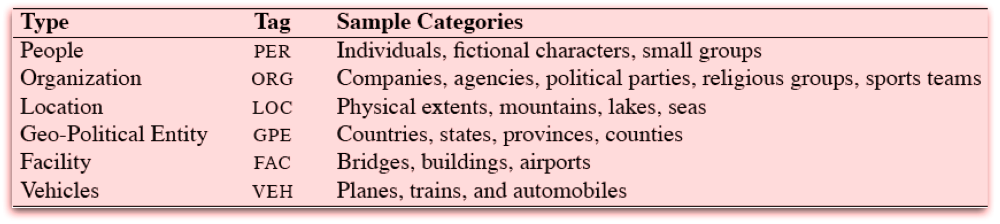 Type Tag Sample Categories
People PER Individuals, fictional characters, small groups
Organization ORG Companies, agencies, political parties, religious groups, sports teams
Location LOC Physical extents, mountains, lakes, seas
Geo-Political Entity GPE Countries, states, provinces, counties
Facility FAC Bridges, buildings, airports
Vehicles VEH Planes, trains, and automobiles